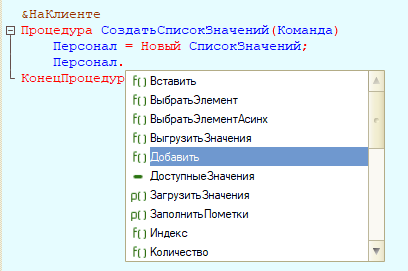 &НаКлиенте
Процедура СоздатьСписокЗначений(Команда)
Персонал = Новый СписокЗначений;
Персонал.
КонецПроцедур
f() Вставить
f() ВыбратьЭлемент
f() ВыбратьЭлементАсинх
f() ВыгрузитьЗначения
f() Добавить
ДоступныеЗначения
p() ЗагрузитьЗначения
p() ЗаполнитьПометки
f() Индекс
f() Количество